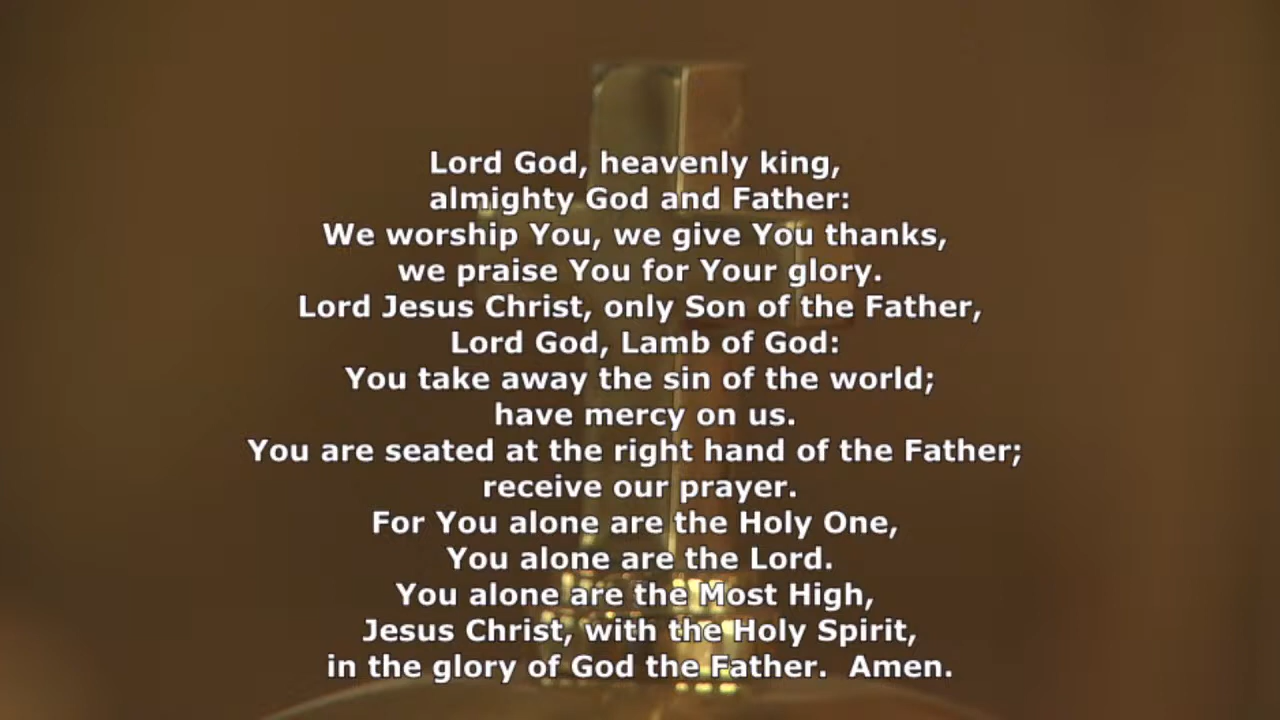 Lord God, heavenly king,
almighty God and Father:
We worship You, we give You thanks,
we praise You for Your glory.
Lord Jesus Christ, only Son of the Father,
Lord God, Lamb of God:
You take away the sin of the world;
have mercy on us.
You are seated at the right hand of the Father;
receive our prayer.
For You alone are the Holy One,
You alone are the Lord.
You alone are the Most High,
Jesus Christ, with the Holy Spirit,
in the glory of God the Father.  Amen.